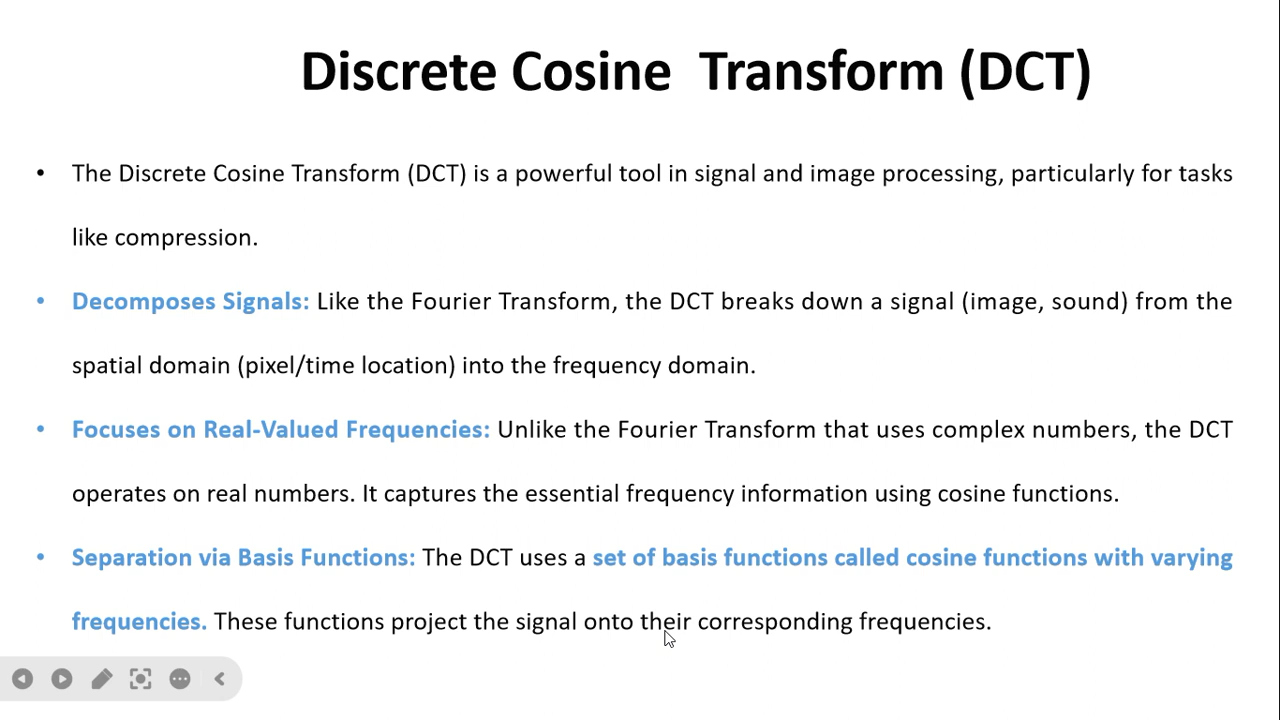 Discrete Cosine Transform (DCT)
• The Discrete Cosine Transform (DCT) is a powerful tool in signal and image processing, particularly for tasks
like compression.
• Decomposes Signals: Like the Fourier Transform, the DCT breaks down a signal (image, sound) from the
spatial domain (pixel/time location) into the frequency domain.
• Focuses on Real-Valued Frequencies: Unlike the Fourier Transform that uses complex numbers, the DCT
operates on real numbers. It captures the essential frequency information using cosine functions.
• Separation via Basis Functions: The DCT uses a set of basis functions called cosine functions with varying
frequencies. These functions project the signal onto their corresponding frequencies.